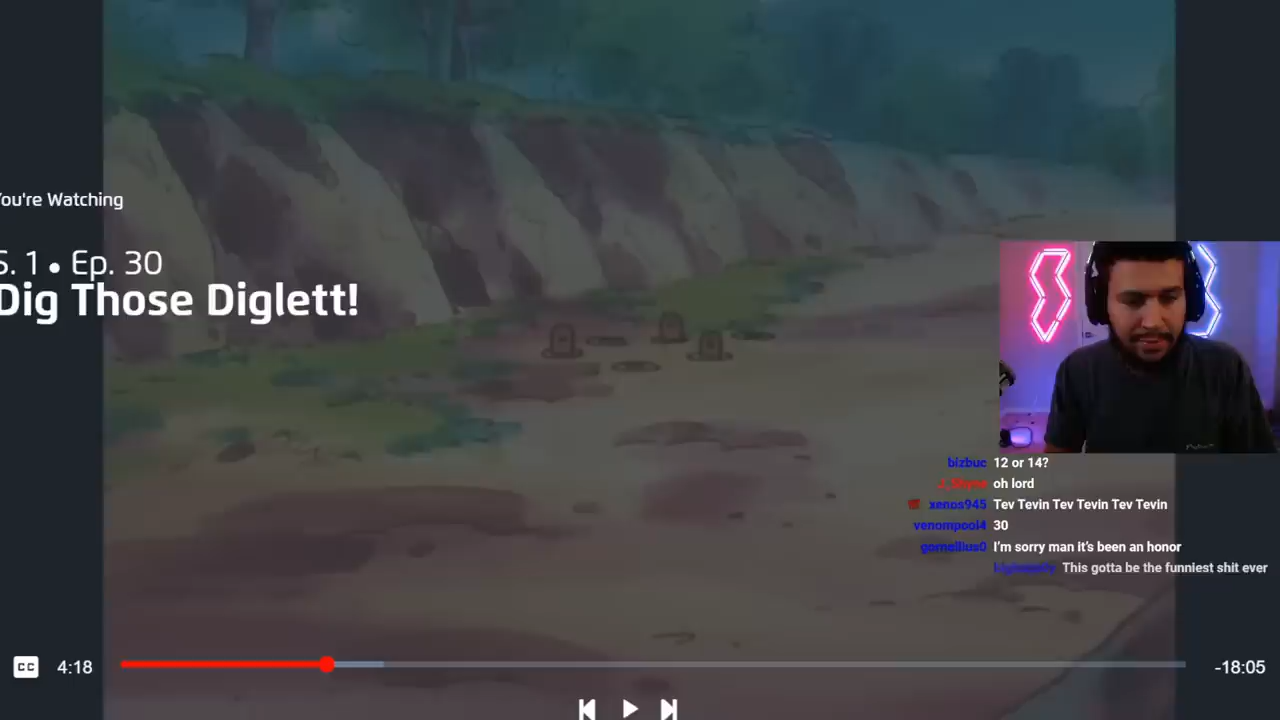 You're Watching
S. 1 • Ep. 30
Dig Those Diglett!
bizbuc 12 or 14?
oh lord
xenos945 Tev Tevin Tev Tevin Tev Tevin
venompool4 30
I'm sorry man it's been an honor
This gotta be the funniest shit ever
CC 4:18 -18:05